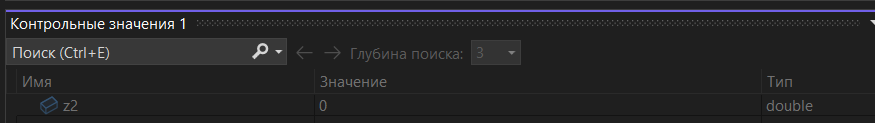 Контрольные значения 1
Поиск (Ctrl+E) Глубина поиска: 3
Имя Значение Тип
z2 0 double